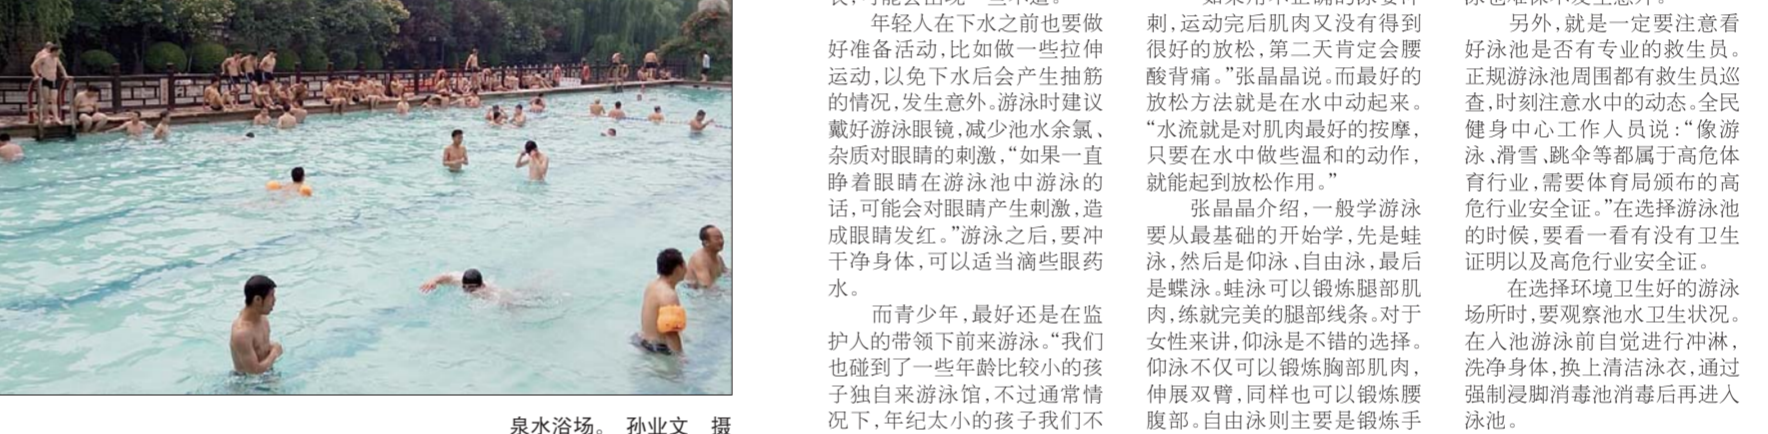 泉水浴场。 孙业文 摄
年轻人在下水之前也要做
好准备活动,比如做一些拉伸
运动,以免下水后会产生抽筋
的情况,发生意外。游泳时建议
戴好游泳眼镜,减少池水余氯、
杂质对眼睛的刺激,“如果一直
睁着眼睛在游泳池中游泳的
话,可能会对眼睛产生刺激,造
成眼睛发红。”游泳之后,要冲
干净身体,可以适当滴些眼药
水。
而青少年,最好还是在监
护人的带领下前来游泳。“我们
也碰到了一些年龄比较小的孩
子独自来游泳馆,不过通常情
况下,年纪太小的孩子我们不
刺,运动完后肌肉又没有得到
很好的放松,第二天肯定会腰
酸背痛。”张晶晶说。而最好的
放松方法就是在水中动起来。
“水流就是对肌肉最好的按摩,
只要在水中做些温和的动作,
就能起到放松作用。”
张晶晶介绍,一般学游泳
要从最基础的开始学,先是蛙
泳,然后是仰泳、自由泳,最后
是蝶泳。蛙泳可以锻炼腿部肌
肉,练就完美的腿部线条。对于
女性来讲,仰泳是不错的选择。
仰泳不仅可以锻炼胸部肌肉,
伸展双臂,同样也可以锻炼腰
腹部。自由泳则主要是锻炼手
另外,就是一定要注意看
好泳池是否有专业的救生员。
正规游泳池周围都有救生员巡
查,时刻注意水中的动态。全民
健身中心工作人员说:“像游
泳、滑雪、跳伞等都属于高危体
育行业,需要体育局颁布的高
危行业安全证。”在选择游泳池
的时候,要看一看有没有卫生
证明以及高危行业安全证。
在选择环境卫生好的游泳
场所时,要观察池水卫生状况。
在入池游泳前自觉进行冲淋,
洗净身体,换上清洁泳衣,通过
强制浸脚消毒池消毒后再进入
泳池。